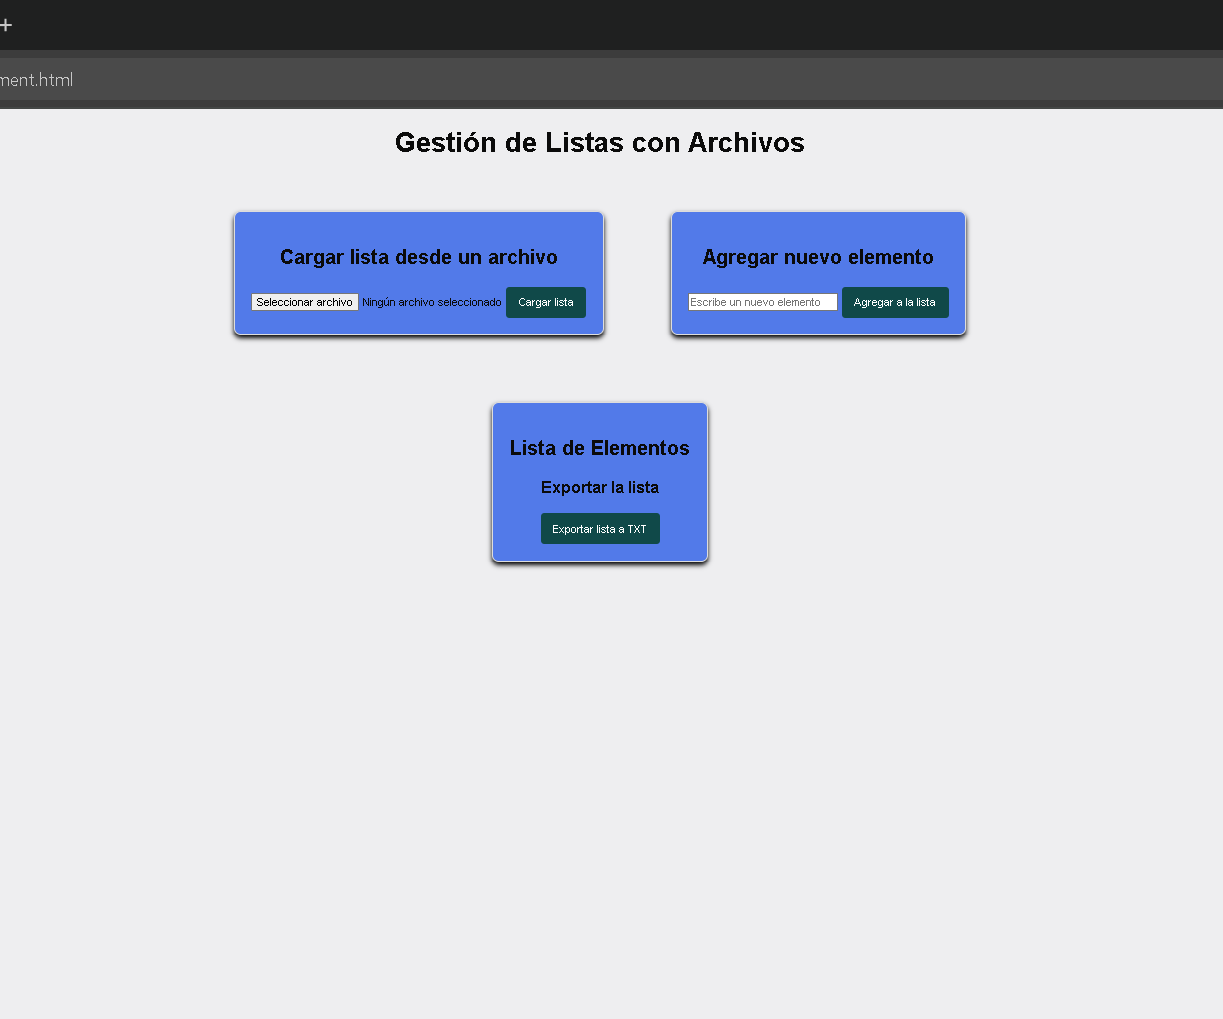 +
ment.html
Gestión de Listas con Archivos
Cargar lista desde un archivo
Seleccionar archivo Ningún archivo seleccionado Cargar lista
Agregar nuevo elemento
Escribe un nuevo elemento Agregar a la lista
Lista de Elementos
Exportar la lista
Exportar lista a TXT